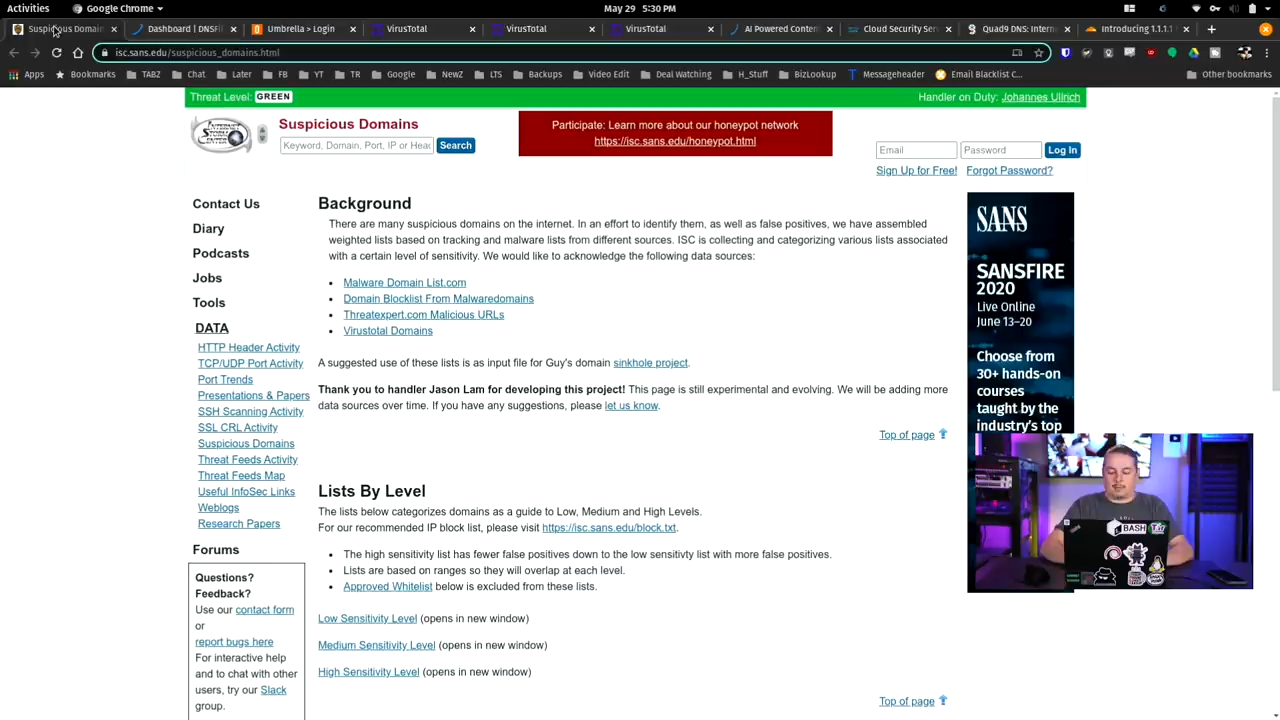 Activities
Google Chrome
May 29 5:30 PM
Suspicious Domain
Dashboard | DNSFi
Umbrella > Login
VirusTotal
VirusTotal
VirusTotal
Cloud Security Ser
Quad9 DNS: Intern
Introducing 1.1.1.1
isc.sans.edu/suspicious_domains.html
Apps
Bookmarks
TABZ
Chat
Later
FB
YT
TR
Google
NewZ
LTS
Backups
Video Edit
Deal Watching
H_Stuff
BizLookup
Messageheader
Email Blacklist C...
Other bookmarks
Threat Level: GREEN
Handler on Duty: Johannes Ullrich
INTERNET STORM CENTER
Suspicious Domains
Keyword, Domain, Port, IP or Head
Search
Participate: Learn more about our honeypot network
https://isc.sans.edu/honeypot.html
Email
Password
Log In
Sign Up for Free!
Forgot Password?
Contact Us
Diary
Podcasts
Jobs
Tools
DATA
HTTP Header Activity
TCP/UDP Port Activity
Port Trends
Presentations & Papers
SSH Scanning Activity
SSL CRL Activity
Suspicious Domains
Threat Feeds Activity
Threat Feeds Map
Useful InfoSec Links
Weblogs
Research Papers
Forums
Questions?
Feedback?
Use our contact form
or
report bugs here
For interactive help
and to chat with other
users, try our Slack
group.
Background
There are many suspicious domains on the internet. In an effort to identify them, as well as false positives, we have assembled
weighted lists based on tracking and malware lists from different sources. ISC is collecting and categorizing various lists associated
with a certain level of sensitivity. We would like to acknowledge the following data sources:
• Malware Domain List.com
• Domain Blocklist From Malwaredomains
• Threatexpert.com Malicious URLs
• Virustotal Domains
A suggested use of these lists is as input file for Guy's domain sinkhole project.
Thank you to handler Jason Lam for developing this project! This page is still experimental and evolving. We will be adding more
data sources over time. If you have any suggestions, please let us know.
Top of page
Lists By Level
The lists below categorizes domains as a guide to Low, Medium and High Levels.
For our recommended IP block list, please visit https://isc.sans.edu/block.txt.
• The high sensitivity list has fewer false positives down to the low sensitivty list with more false positives.
• Lists are based on ranges so they will overlap at each level.
• Approved Whitelist below is excluded from these lists.
Low Sensitivity Level (opens in new window)
Medium Sensitivity Level (opens in new window)
High Sensitivity Level (opens in new window)
Top of page
SANS
SANSFIRE
2020
Live Online
June 13–20
Choose from
30+ hands-on
courses
taught by the
industry's top
BASH